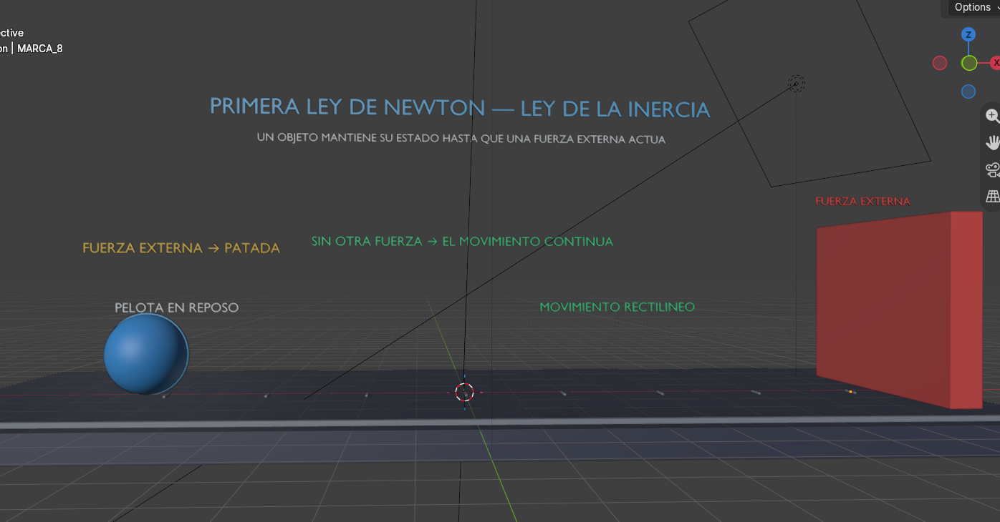 Options
ctive
on | MARCA_8
Z
X
PRIMERA LEY DE NEWTON — LEY DE LA INERCIA
UN OBJETO MANTIENE SU ESTADO HASTA QUE UNA FUERZA EXTERNA ACTUA
FUERZA EXTERNA
FUERZA EXTERNA → PATADA
SIN OTRA FUERZA → EL MOVIMIENTO CONTINUA
PELOTA EN REPOSO
MOVIMIENTO RECTILINEO